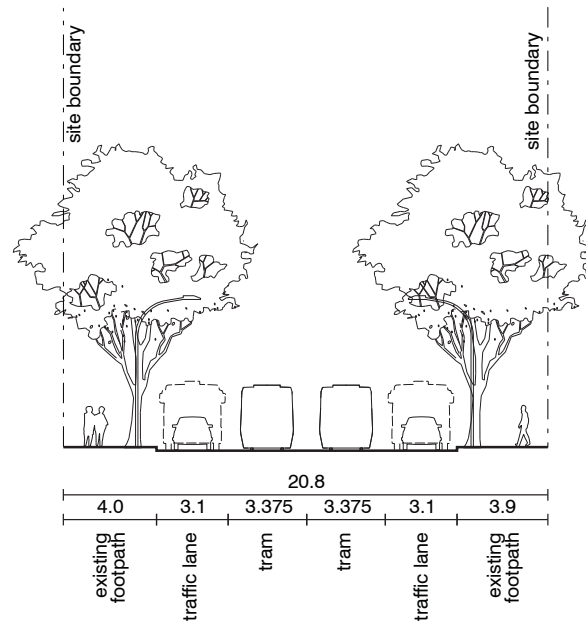 site boundary
site boundary
20.8
4.0 3.1 3.375 3.375 3.1 3.9
existing
footpath
traffic lane
tram
tram
traffic lane
existing
footpath